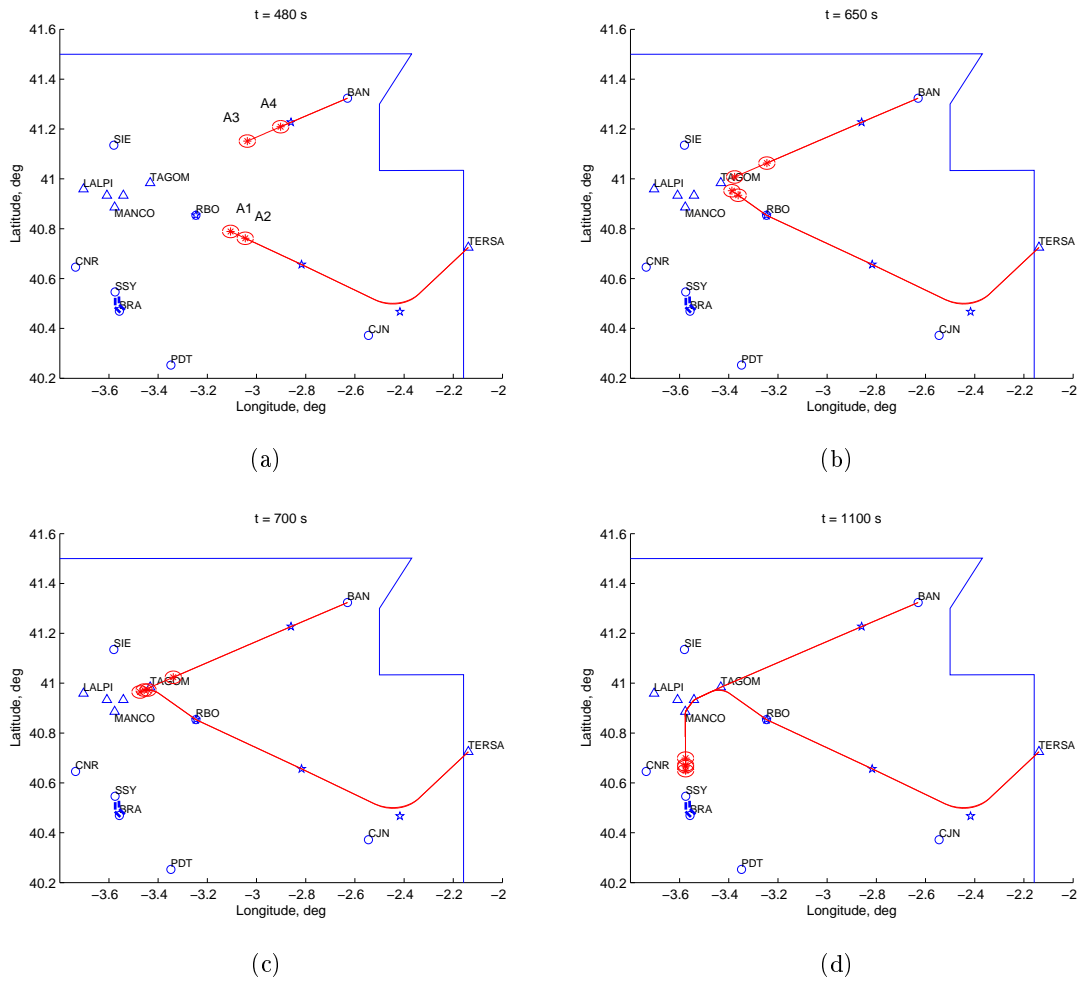 t = 480 s
41.6
41.4
41.2
41
40.8
40.6
40.4
40.2
Latitude, deg
BAN
A4
A3
SIE
TAGOM
LALPI
MANCO
RBO
A1
A2
TERSA
CNR
SSY
BRA
CJN
PDT
−3.6 −3.4 −3.2 −3 −2.8 −2.6 −2.4 −2.2 −2
Longitude, deg
(a)
t = 650 s
41.6
41.4
41.2
41
40.8
40.6
40.4
40.2
Latitude, deg
BAN
SIE
TAGOM
LALPI
MANCO
RBO
TERSA
CNR
SSY
BRA
CJN
PDT
−3.6 −3.4 −3.2 −3 −2.8 −2.6 −2.4 −2.2 −2
Longitude, deg
(b)
t = 700 s
41.6
41.4
41.2
41
40.8
40.6
40.4
40.2
Latitude, deg
BAN
SIE
TAGOM
LALPI
MANCO
RBO
TERSA
CNR
SSY
BRA
CJN
PDT
−3.6 −3.4 −3.2 −3 −2.8 −2.6 −2.4 −2.2 −2
Longitude, deg
(c)
t = 1100 s
41.6
41.4
41.2
41
40.8
40.6
40.4
40.2
Latitude, deg
BAN
SIE
TAGOM
LALPI
MANCO
RBO
TERSA
CNR
SSY
BRA
CJN
PDT
−3.6 −3.4 −3.2 −3 −2.8 −2.6 −2.4 −2.2 −2
Longitude, deg
(d)